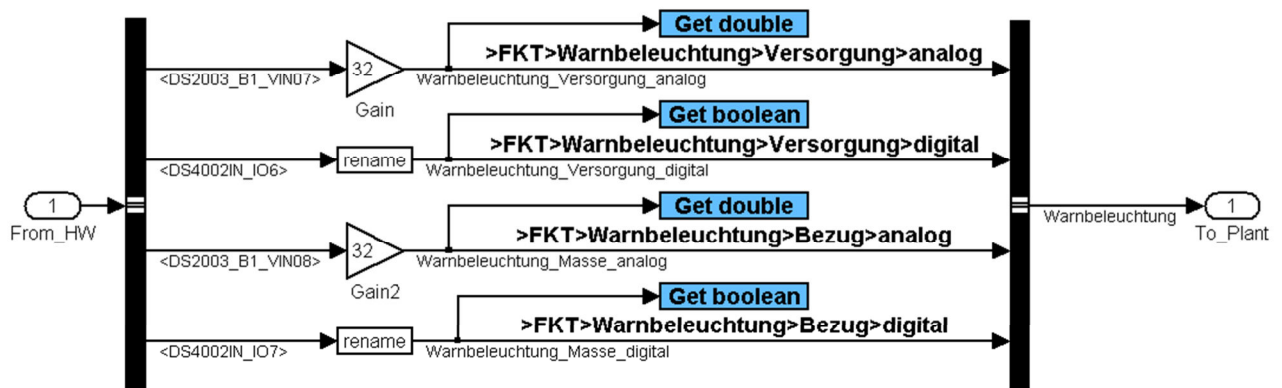 Get double
>FKT>Warnbeleuchtung>Versorgung>analog
32
<DS2003_B1_VIN07>
Warnbeleuchtung_Versorgung_analog
Gain
Get boolean
>FKT>Warnbeleuchtung>Versorgung>digital
rename
<DS4002IN_IO6>
Warnbeleuchtung_Versorgung_digital
1
From_HW
Get double
>FKT>Warnbeleuchtung>Bezug>analog
32
<DS2003_B1_VIN08>
Warnbeleuchtung_Masse_analog
Gain2
Get boolean
>FKT>Warnbeleuchtung>Bezug>digital
rename
<DS4002IN_IO7>
Warnbeleuchtung_Masse_digital
Warnbeleuchtung
1
To_Plant